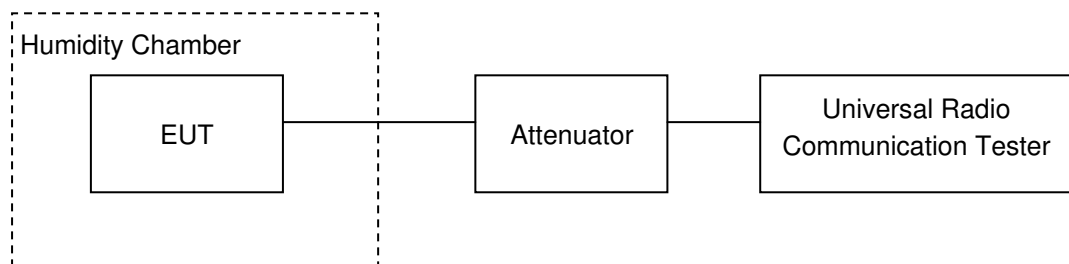 Humidity Chamber
EUT
Attenuator
Universal Radio
Communication Tester